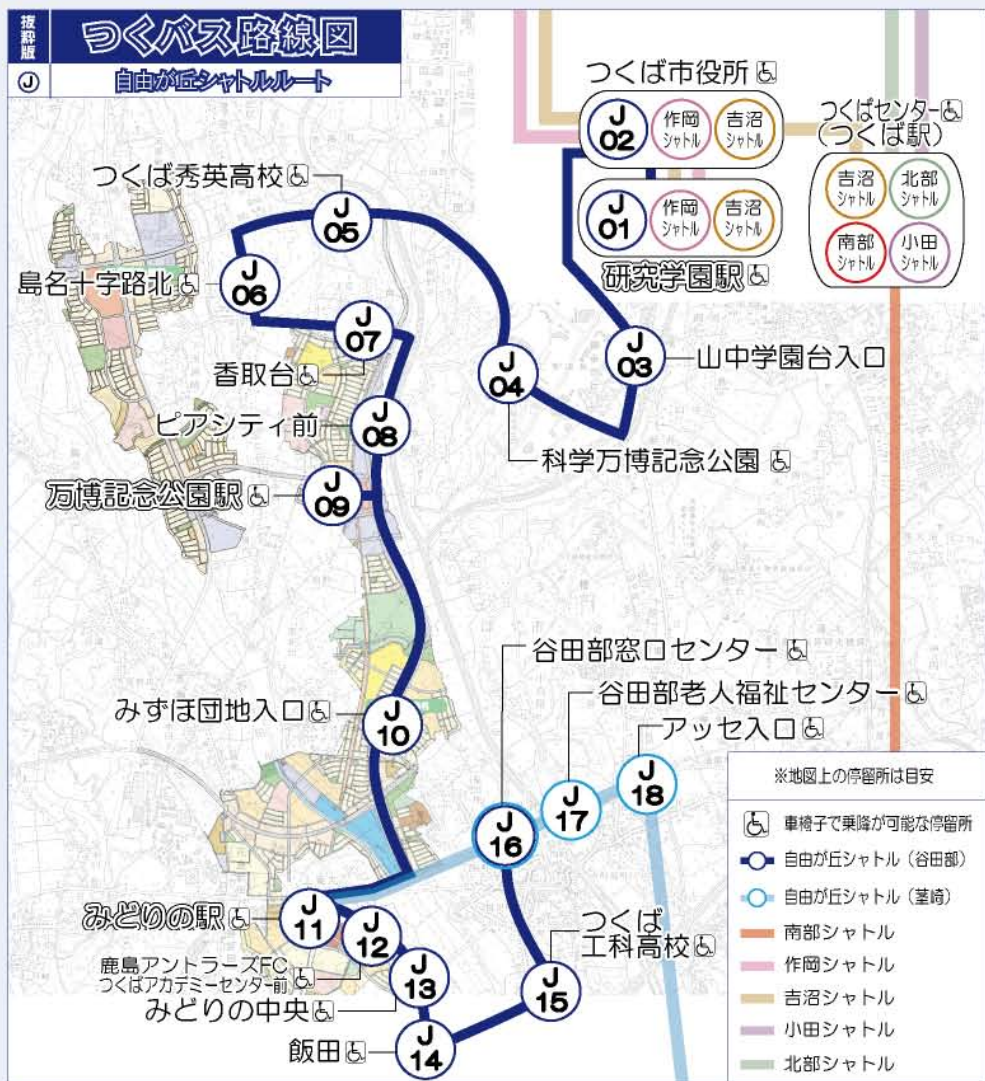 抜粋版
つくバス路線図
J
自由が丘シャトルルート
つくば市役所
J
02
作岡
シャトル
吉沼
シャトル
つくばセンター
(つくば駅)
吉沼
シャトル
北部
シャトル
南部
シャトル
小田
シャトル
J
01
作岡
シャトル
吉沼
シャトル
研究学園駅
つくば秀英高校
J
05
島名十字路北
J
06
J
07
香取台
J
03
山中学園台入口
J
04
科学万博記念公園
ピアシティ前
J
08
万博記念公園駅
J
09
みずほ団地入口
J
10
谷田部窓口センター
谷田部老人福祉センター
アッセ入口
J
16
J
17
J
18
みどりの駅
J
11
鹿島アントラーズFC
つくばアカデミーセンター前
J
12
みどりの中央
J
13
飯田
J
14
つくば
工科高校
J
15
※地図上の停留所は目安
車椅子で乗降が可能な停留所
自由が丘シャトル(谷田部)
自由が丘シャトル(茎崎)
南部シャトル
作岡シャトル
吉沼シャトル
小田シャトル
北部シャトル